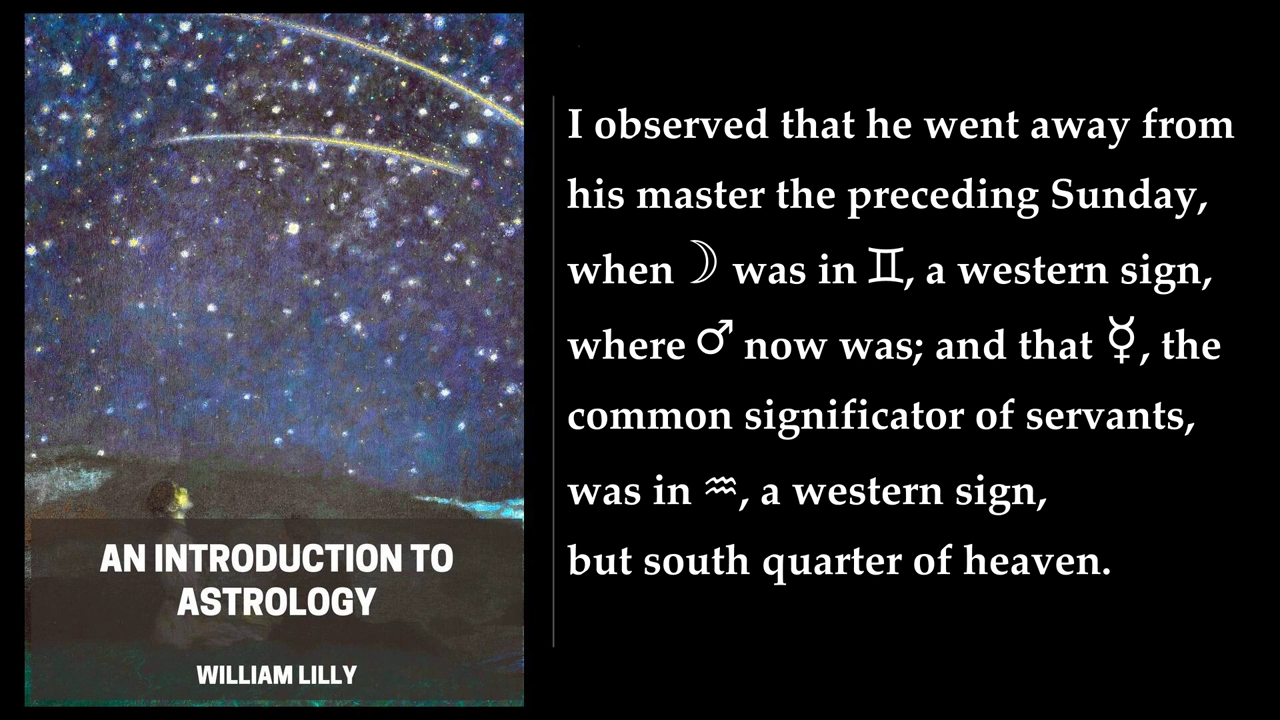 AN INTRODUCTION TO
ASTROLOGY
WILLIAM LILLY
I observed that he went away from
his master the preceding Sunday,
when ☽ was in ♊, a western sign,
where ♂ now was; and that ☿, the
common significator of servants,
was in ♒, a western sign,
but south quarter of heaven.